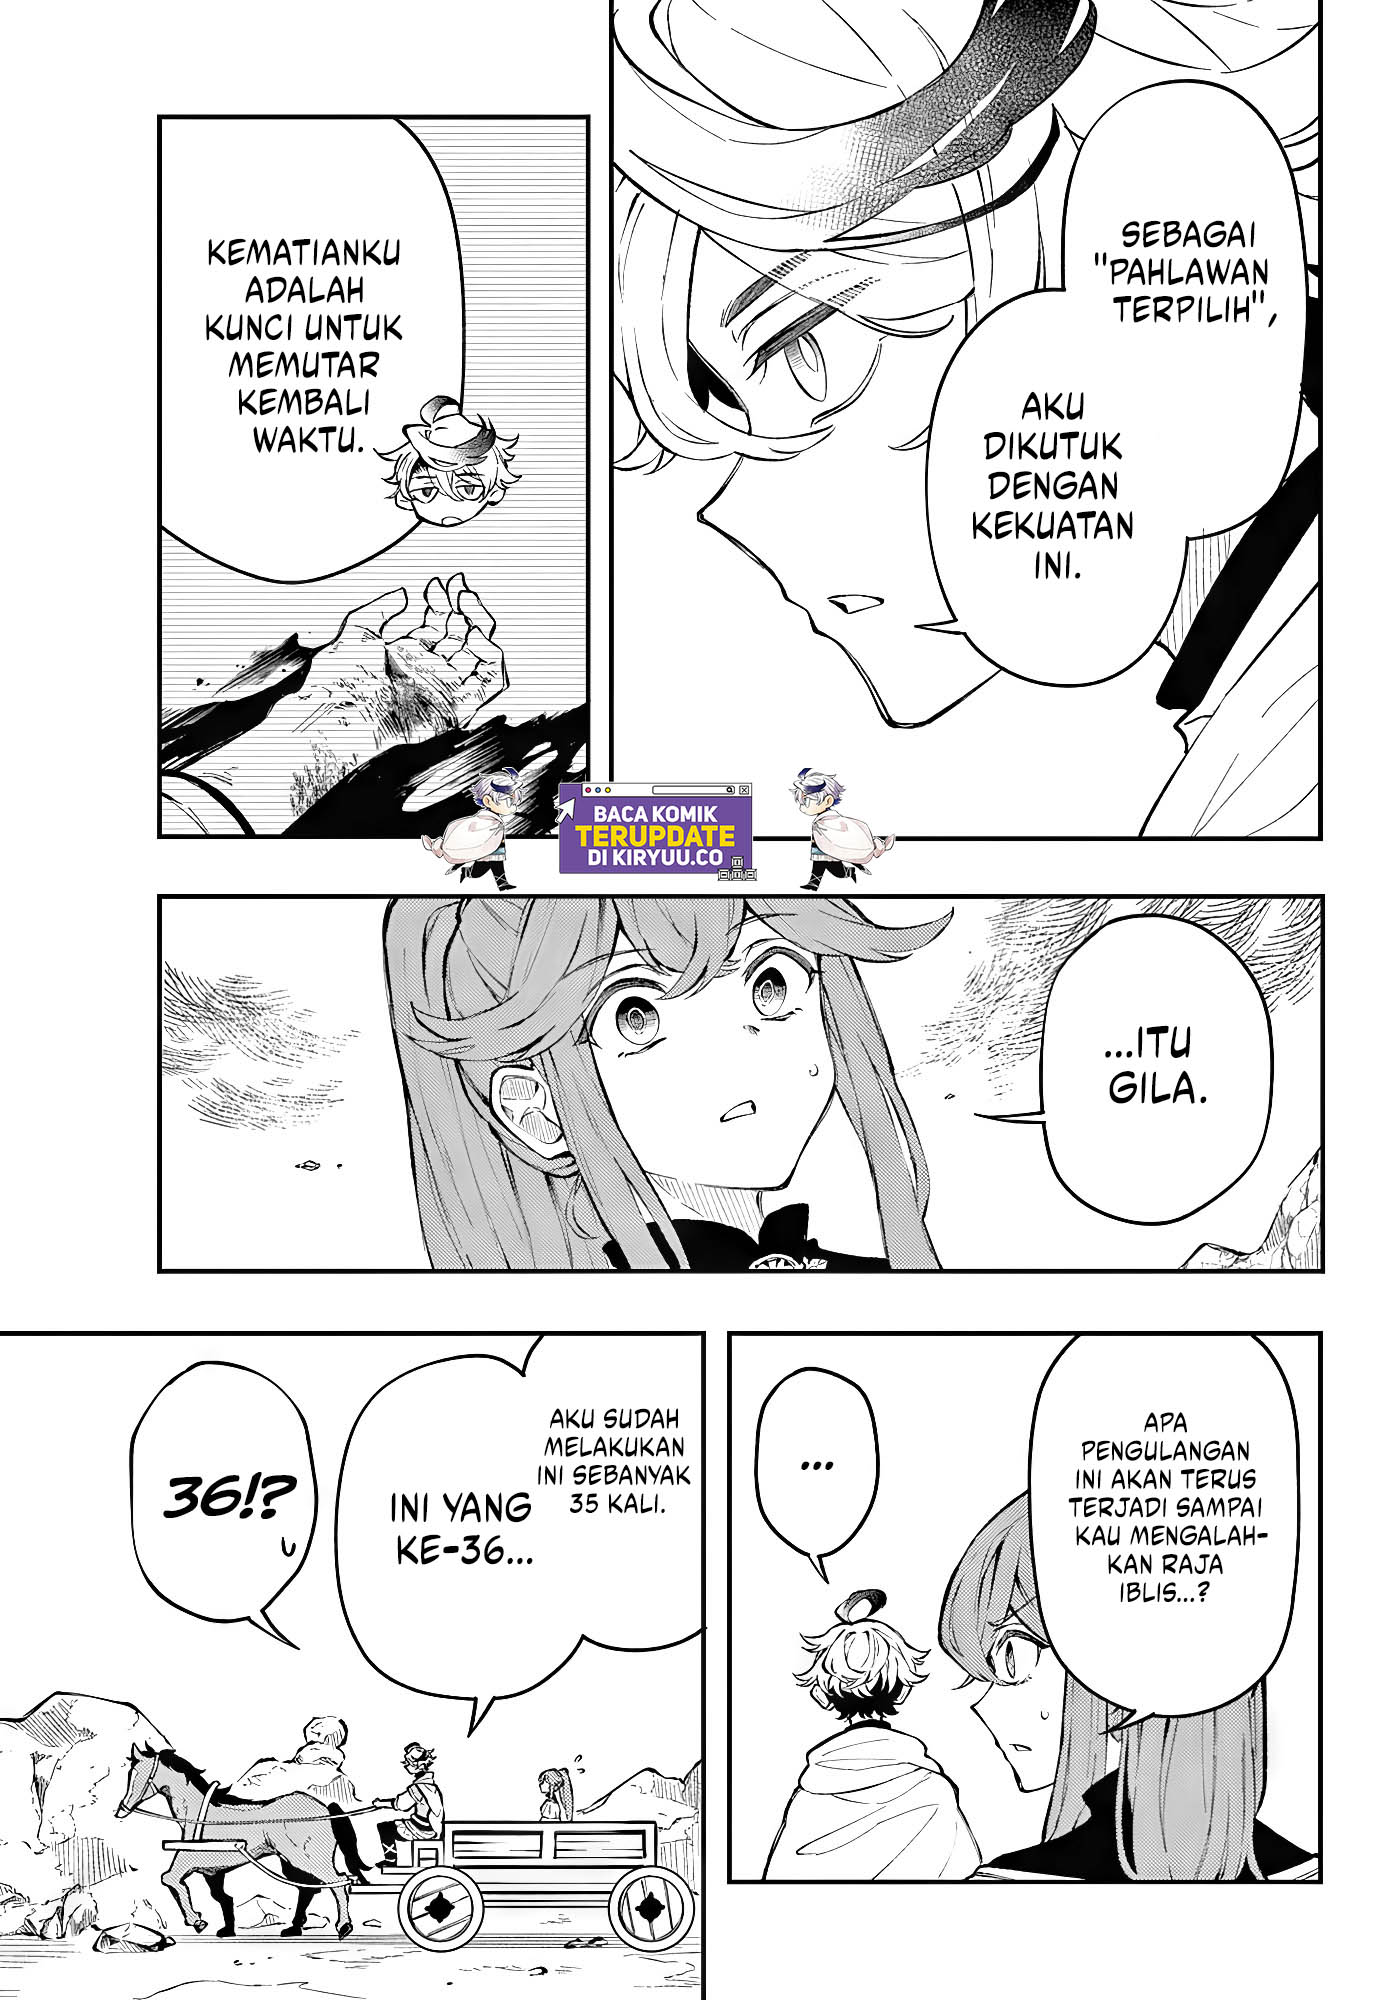 SEBAGAI
"PAHLAWAN
TERPILIH",
AKU
DIKUTUK
DENGAN
KEKUATAN
INI.
KEMATIANKU
ADALAH
KUNCI UNTUK
MEMUTAR
KEMBALI
WAKTU.
BACA KOMIK
TERUPDATE
DI KIRYUU.CO
...ITU
GILA.
APA
PENGULANGAN
INI AKAN TERUS
TERJADI SAMPAI
KAU MENGALAH-
KAN RAJA
IBLIS...?
...
AKU SUDAH
MELAKUKAN
INI SEBANYAK
35 KALI.
INI YANG
KE-36...
36!?